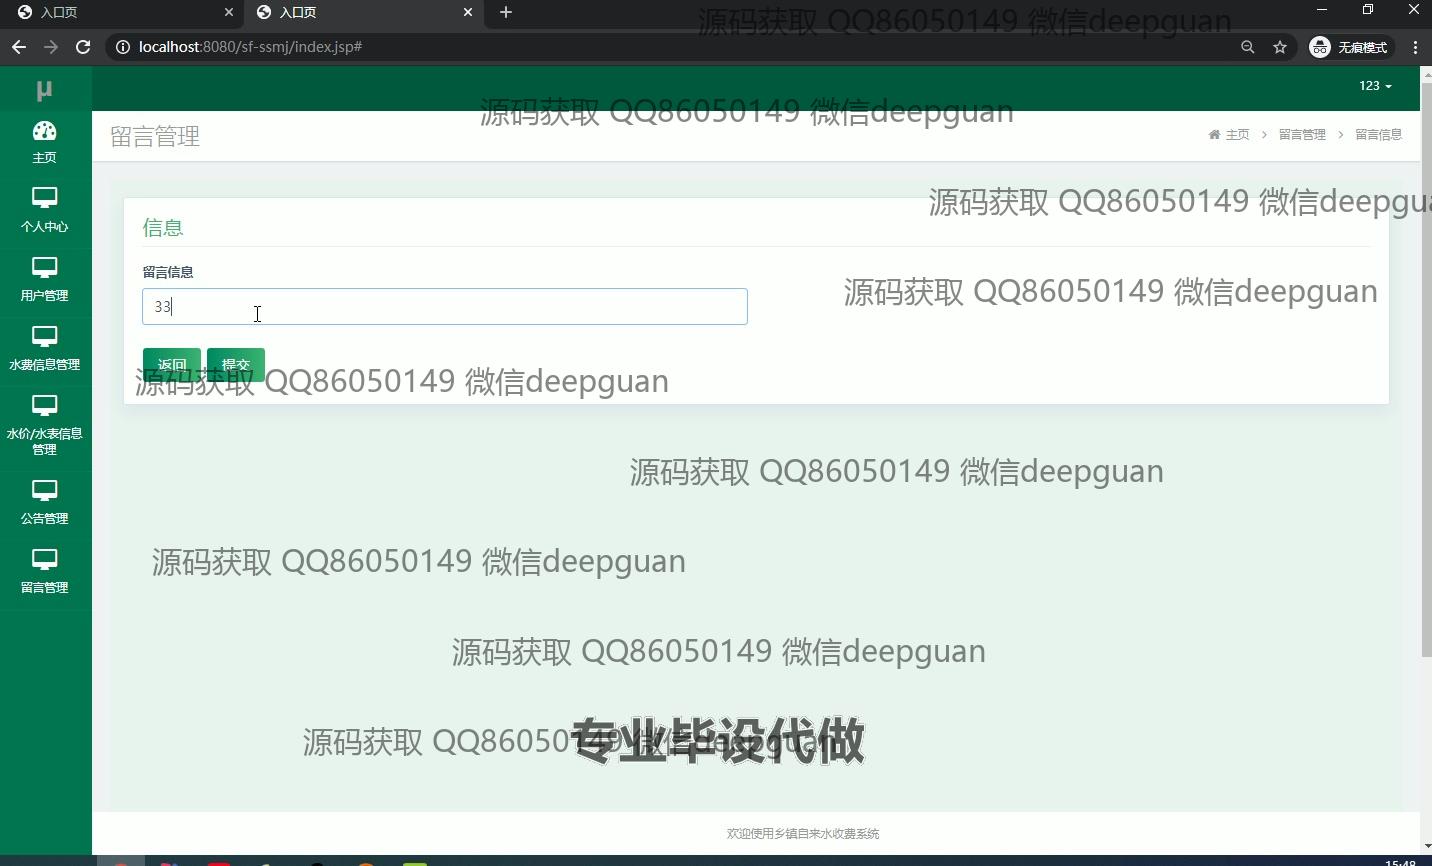 入口页
入口页
源码获取 QQ86050149 微信deepguan
localhost:8080/sf-ssmj/index.jsp#
无痕模式
μ
123
源码获取 QQ86050149 微信deepguan
留言管理
主页 > 留言管理 > 留言信息
主页
个人中心
用户管理
水费信息管理
水价/水表信息
管理
公告管理
留言管理
源码获取 QQ86050149 微信deepgua
信息
留言信息
源码获取 QQ86050149 微信deepguan
33
返回 提交
源码获取 QQ86050149 微信deepguan
源码获取 QQ86050149 微信deepguan
源码获取 QQ86050149 微信deepguan
源码获取 QQ86050149 微信deepguan
源码获取 QQ86050149 微信deepguan
专业毕设代做
欢迎使用乡镇自来水收费系统
15:48